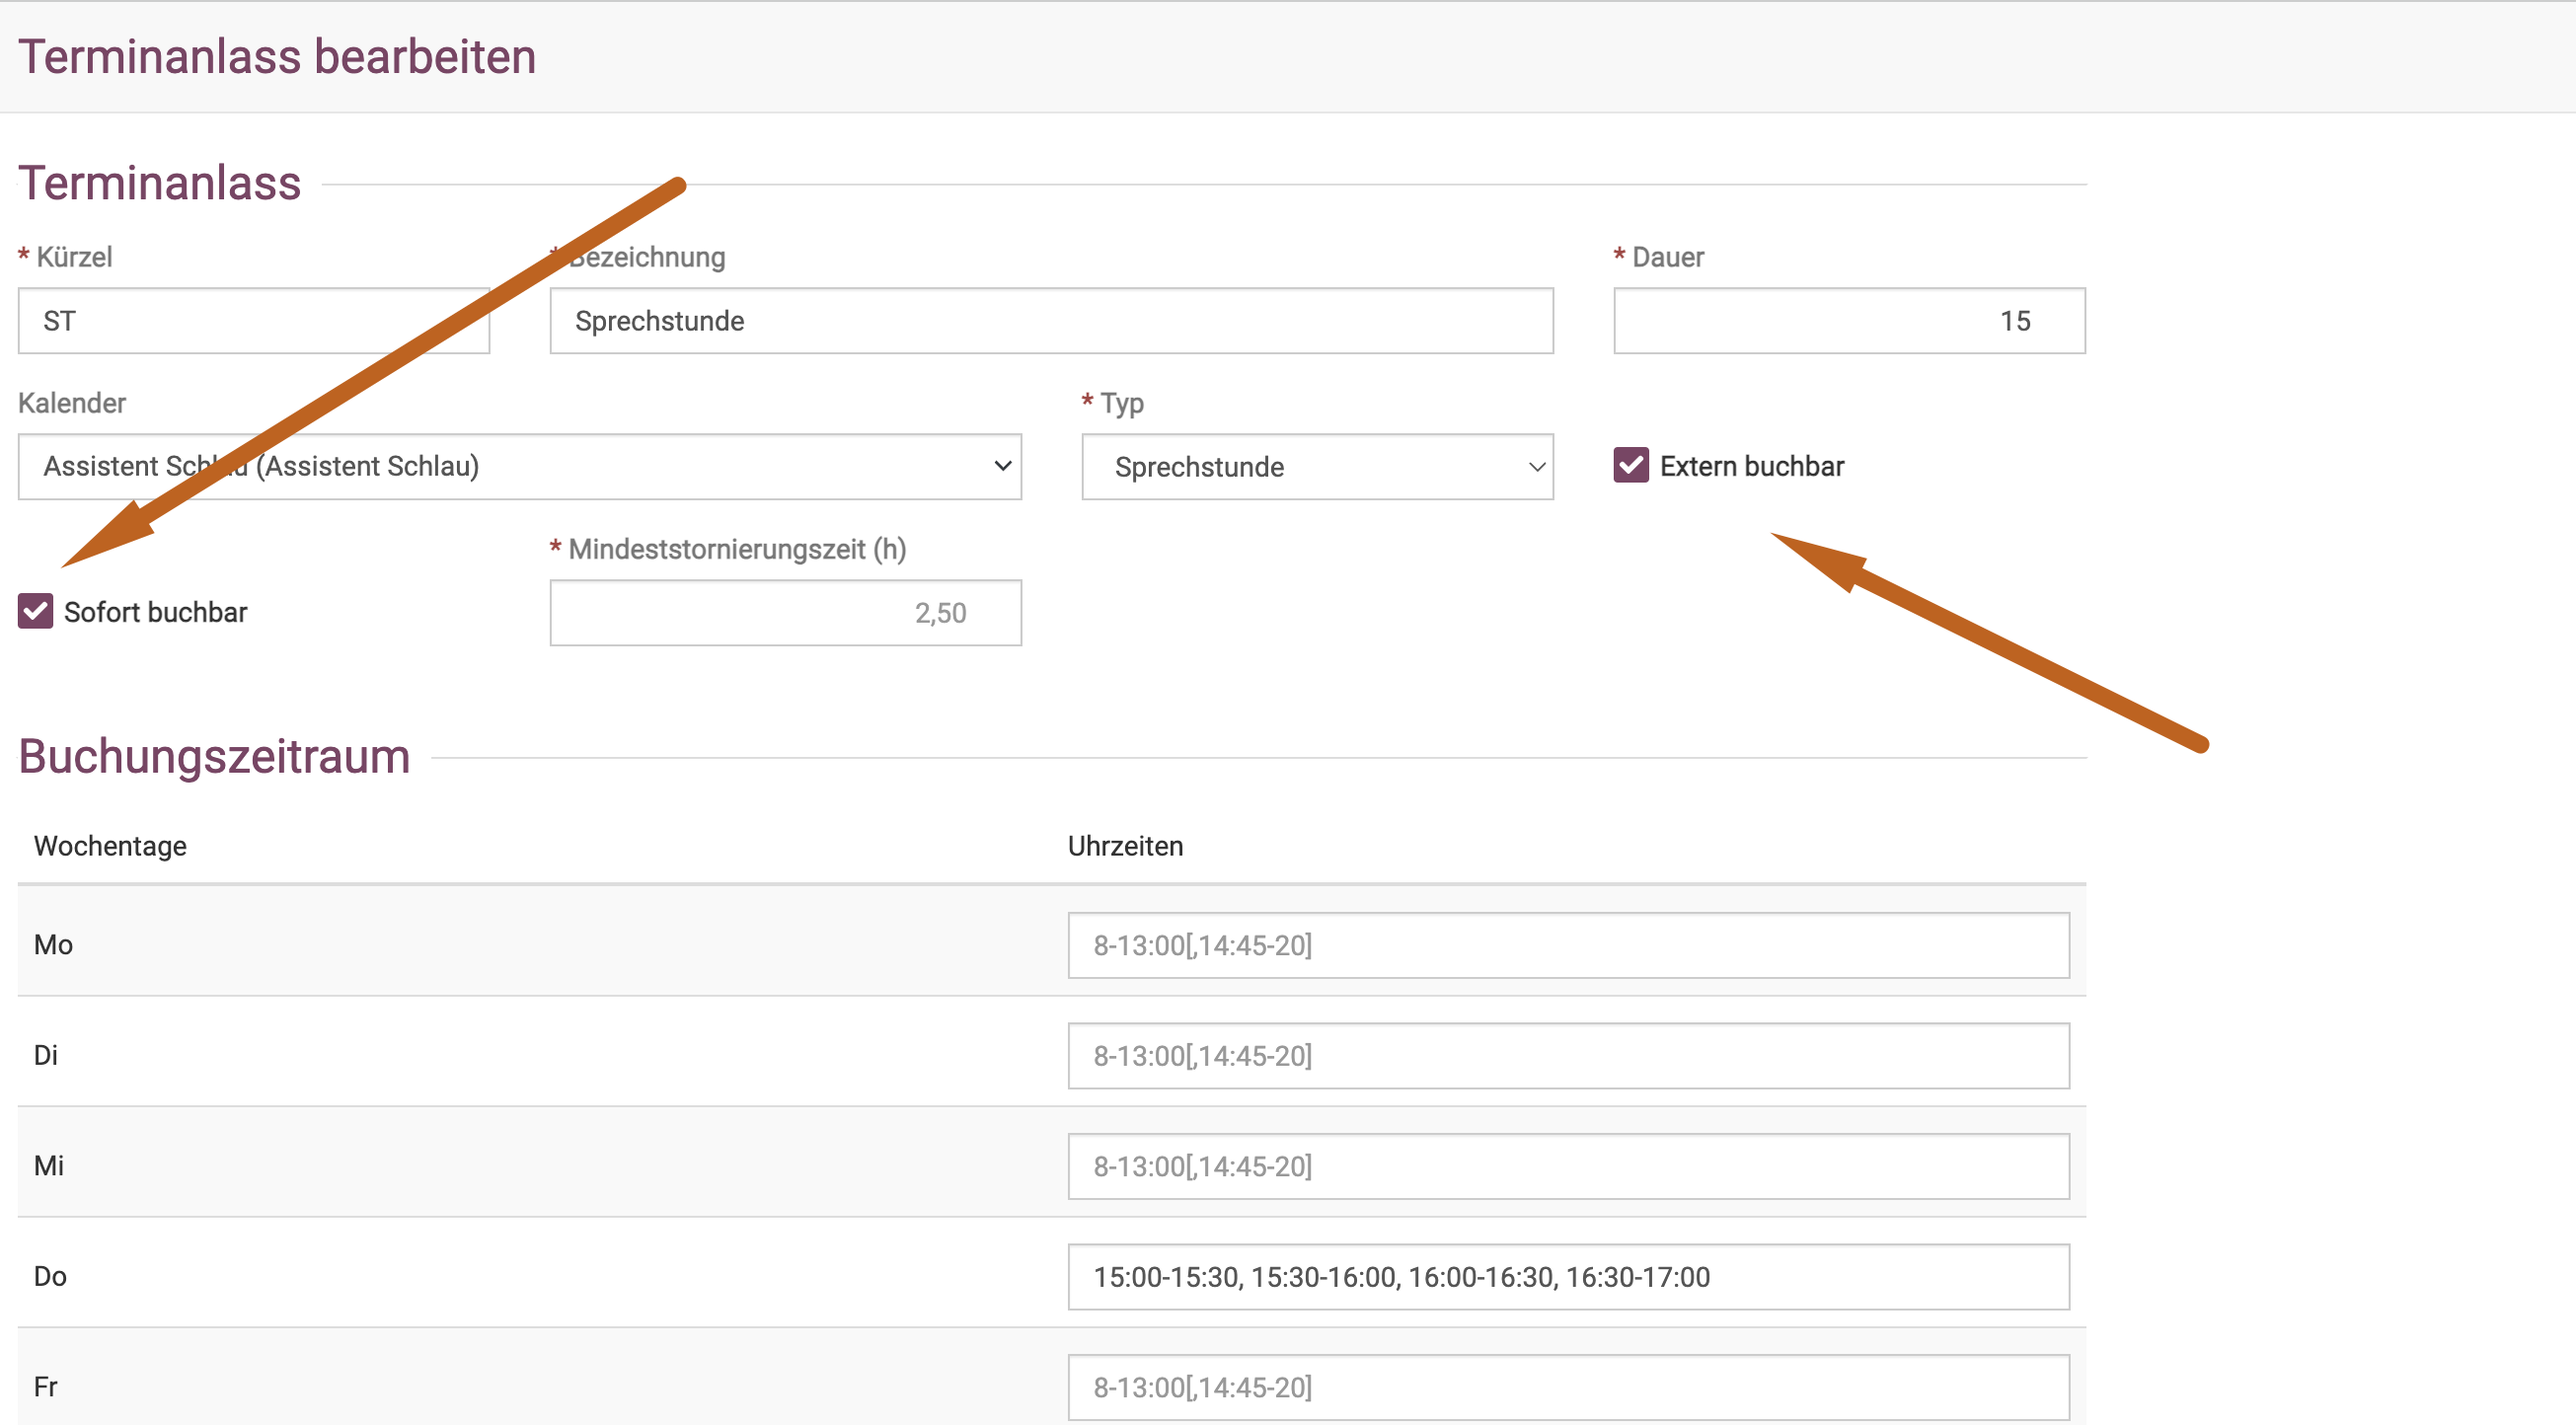 Terminanlass bearbeiten
Terminanlass
* Kürzel
* Bezeichnung
* Dauer
ST
Sprechstunde
15
Kalender
* Typ
Assistent Schlau (Assistent Schlau)
Sprechstunde
Extern buchbar
* Mindeststornierungszeit (h)
Sofort buchbar
2,50
Buchungszeitraum
Wochentage
Uhrzeiten
Mo
8-13:00[,14:45-20]
Di
8-13:00[,14:45-20]
Mi
8-13:00[,14:45-20]
Do
15:00-15:30, 15:30-16:00, 16:00-16:30, 16:30-17:00
Fr
8-13:00[,14:45-20]